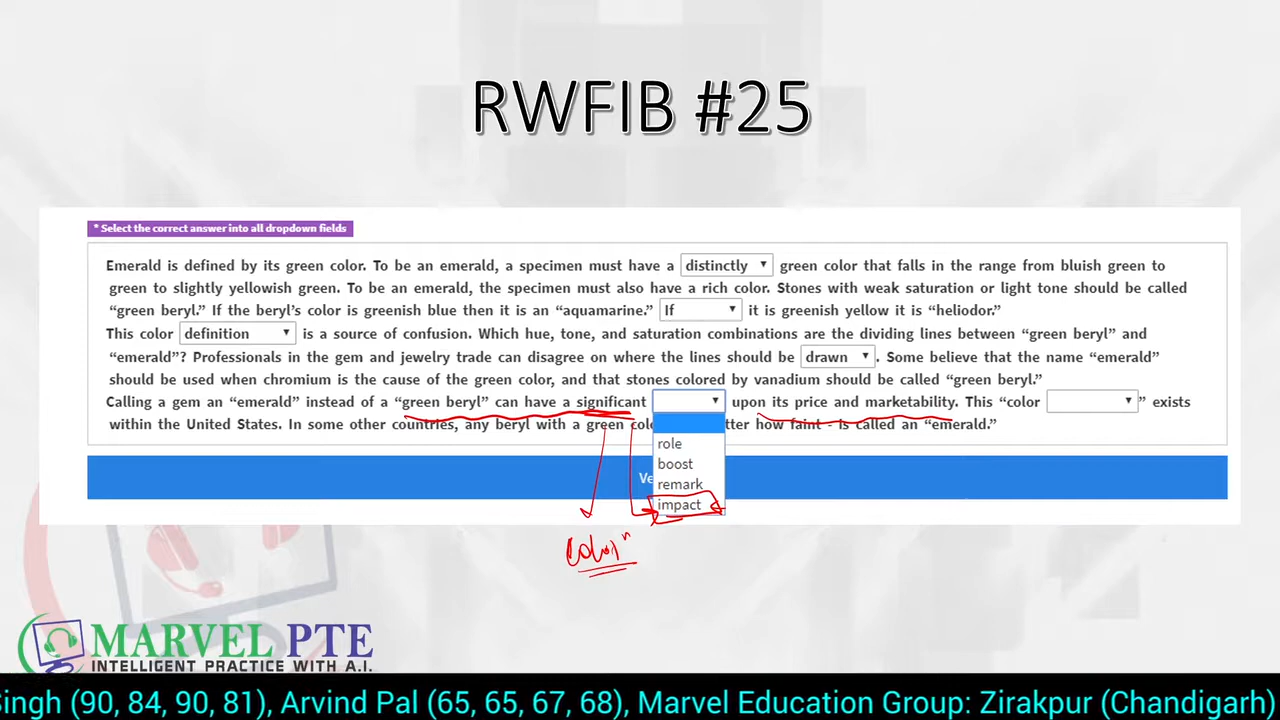 RWFIB #25
* Select the correct answer into all dropdown fields
Emerald is defined by its green color. To be an emerald, a specimen must have a distinctly green color that falls in the range from bluish green to
green to slightly yellowish green. To be an emerald, the specimen must also have a rich color. Stones with weak saturation or light tone should be called
“green beryl.” If the beryl’s color is greenish blue then it is an “aquamarine.” If it is greenish yellow it is “heliodor.”
This color definition is a source of confusion. Which hue, tone, and saturation combinations are the dividing lines between “green beryl” and
“emerald”? Professionals in the gem and jewelry trade can disagree on where the lines should be drawn . Some believe that the name “emerald”
should be used when chromium is the cause of the green color, and that stones colored by vanadium should be called “green beryl.”
Calling a gem an “emerald” instead of a “green beryl” can have a significant upon its price and marketability. This “color ” exists
within the United States. In some other countries, any beryl with a green how faint - is called an “emerald.”
role
boost
remark
impact
MARVEL PTE
INTELLIGENT PRACTICE WITH A.I.
Singh (90, 84, 90, 81), Arvind Pal (65, 65, 67, 68), Marvel Education Group: Zirakpur (Chandigarh)